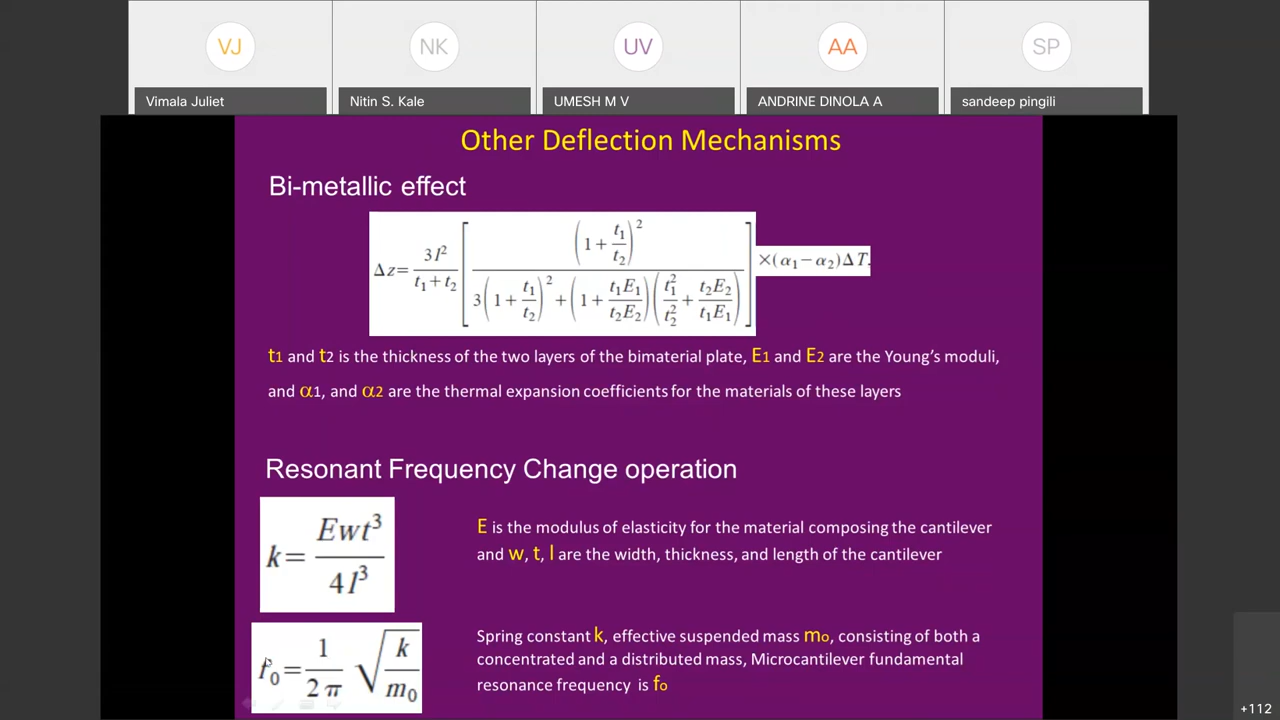 VJ NK UV AA SP
Vimala Juliet Nitin S. Kale UMESH M V ANDRINE DINOLA A sandeep pingili
Other Deflection Mechanisms
Bi-metallic effect
Δz= 3l²/(t₁+t₂) [ (1+t₁/t₂)² / (3(1+t₁/t₂)²+(1+t₁E₁/t₂E₂)(t₁²/t₂²+t₂E₂/t₁E₁)) ] ×(α₁−α₂)ΔT.
t1 and t2 is the thickness of the two layers of the bimaterial plate, E1 and E2 are the Young's moduli,
and α1, and α2 are the thermal expansion coefficients for the materials of these layers
Resonant Frequency Change operation
k= Ewt³/4l³
E is the modulus of elasticity for the material composing the cantilever
and w, t, l are the width, thickness, and length of the cantilever
f₀= 1/2π √(k/m₀)
Spring constant k, effective suspended mass mo, consisting of both a
concentrated and a distributed mass, Microcantilever fundamental
resonance frequency is fo
+112